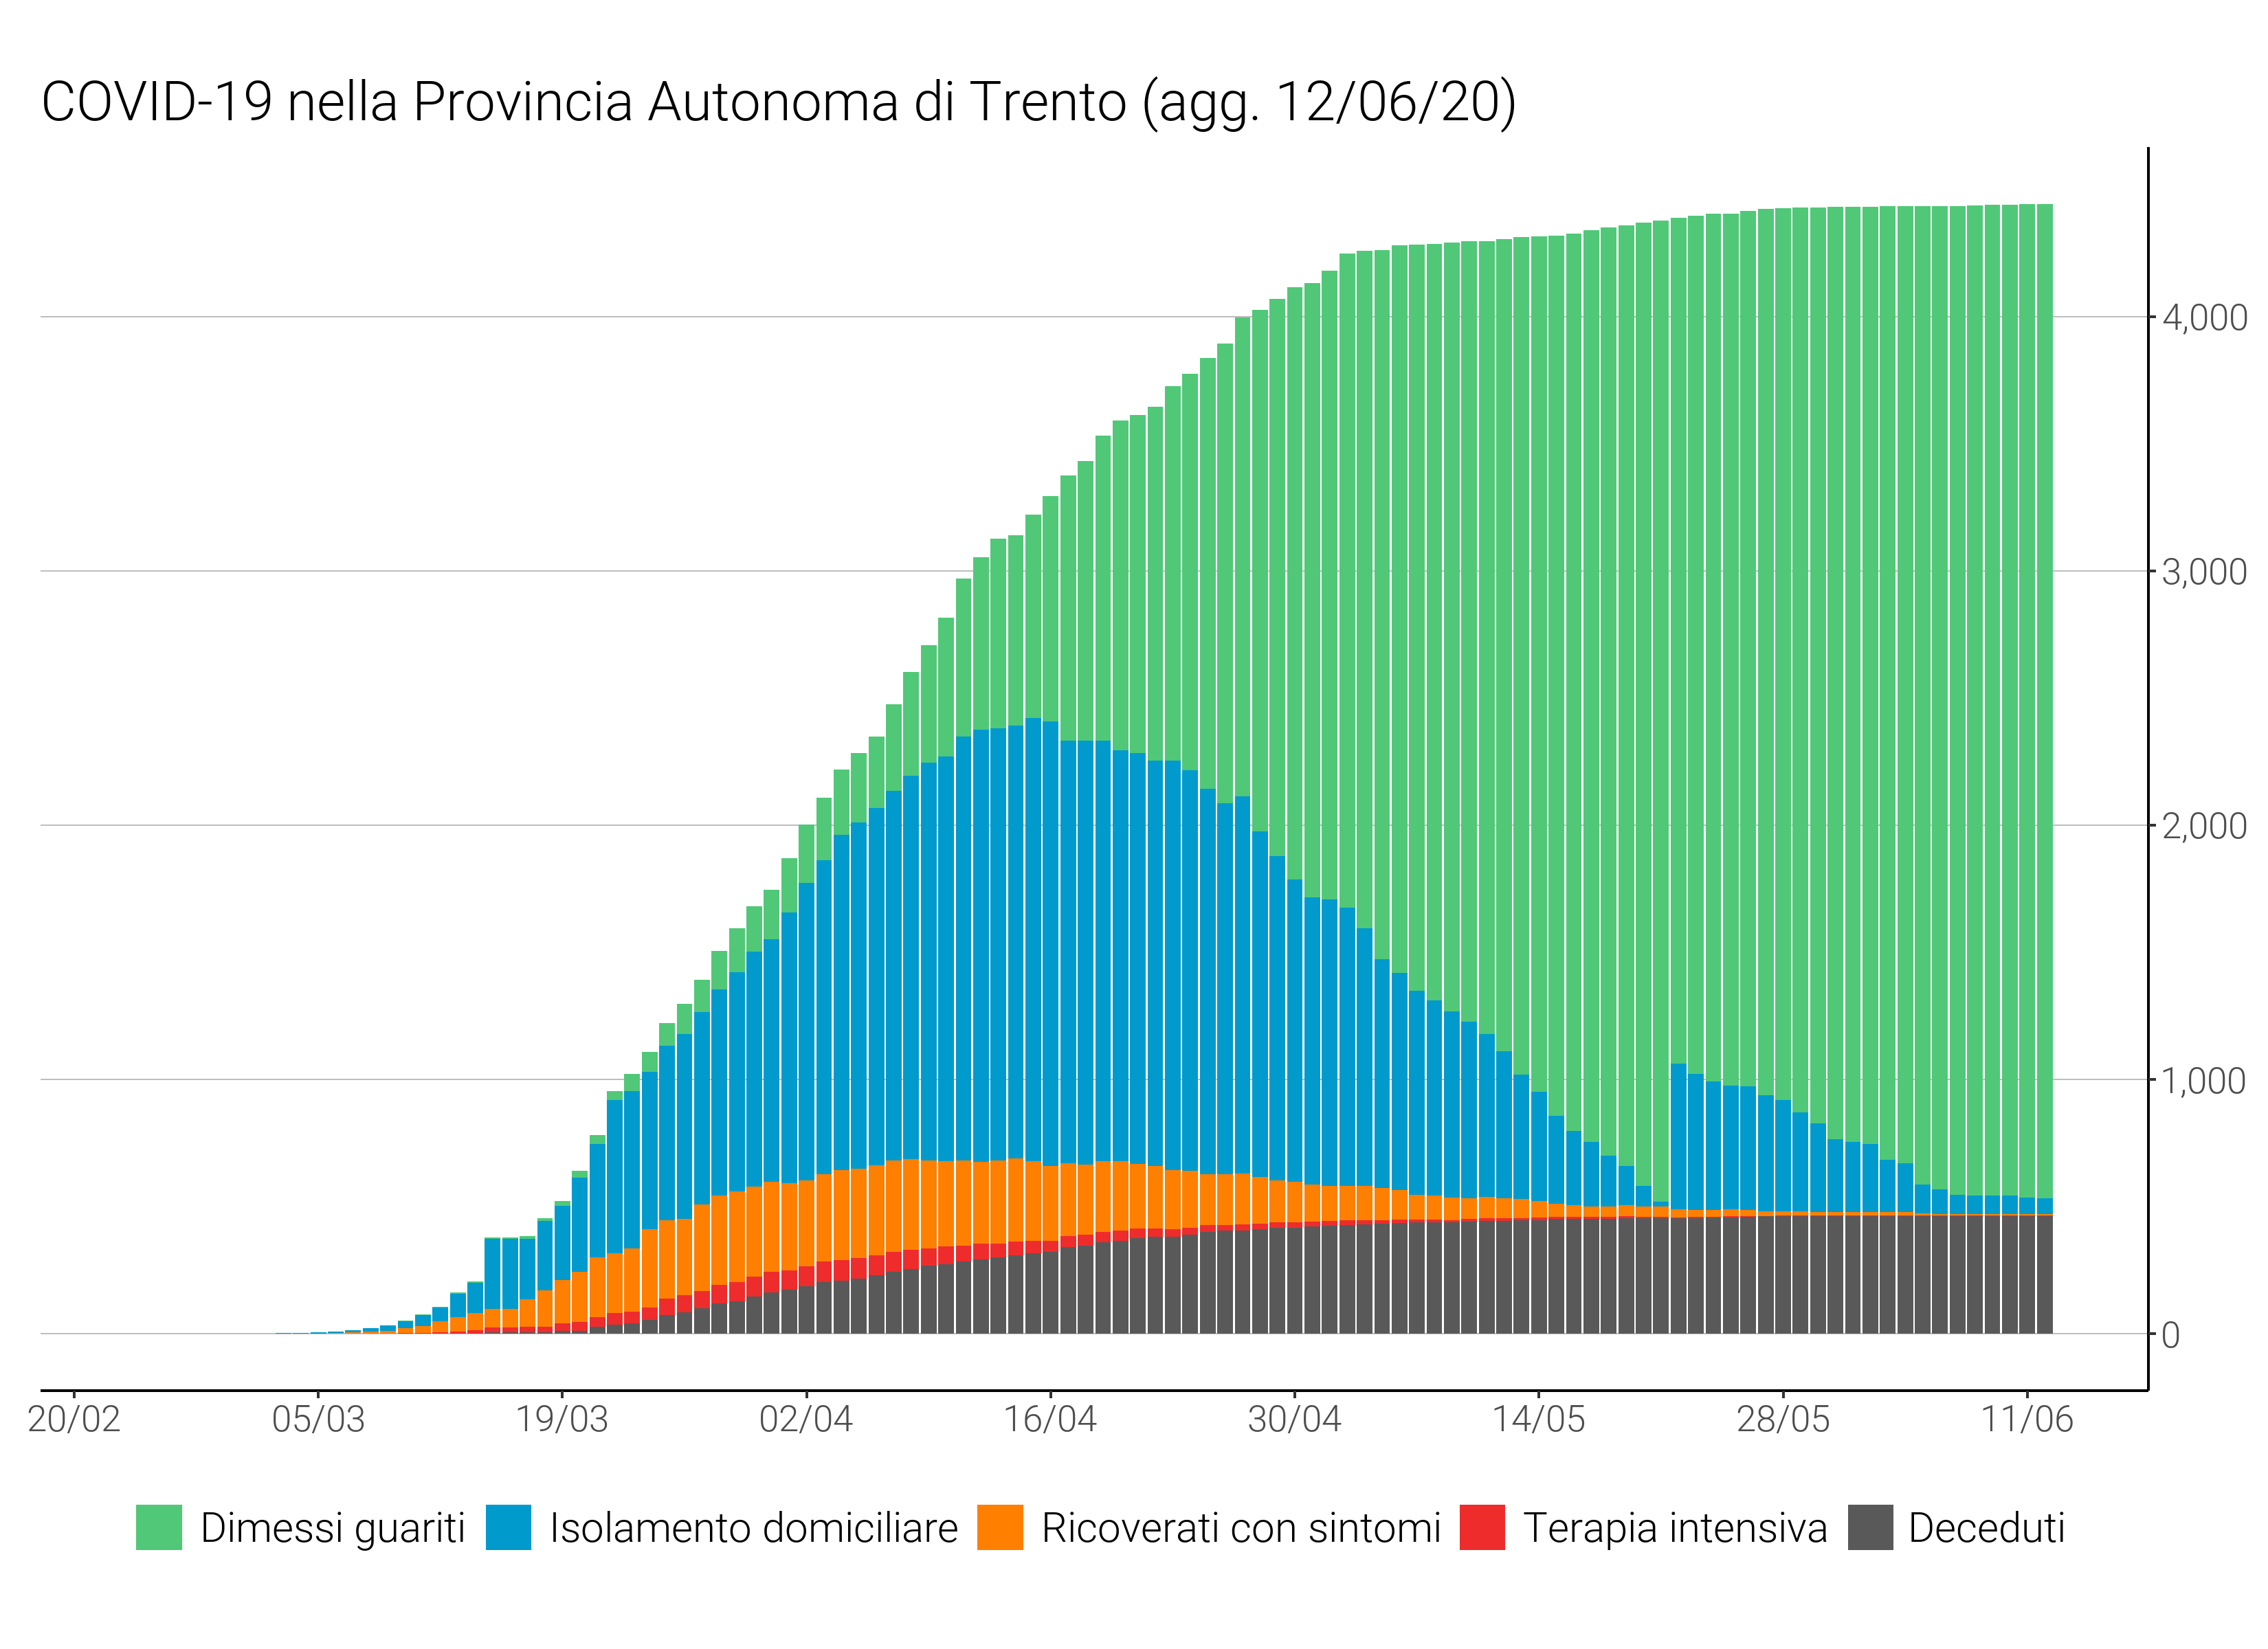 COVID-19 nella Provincia Autonoma di Trento (agg. 12/06/20)
4,000
3,000
2,000
1,000
0
20/02 05/03 19/03 02/04 16/04 30/04 14/05 28/05 11/06
Dimessi guariti Isolamento domiciliare Ricoverati con sintomi Terapia intensiva Deceduti